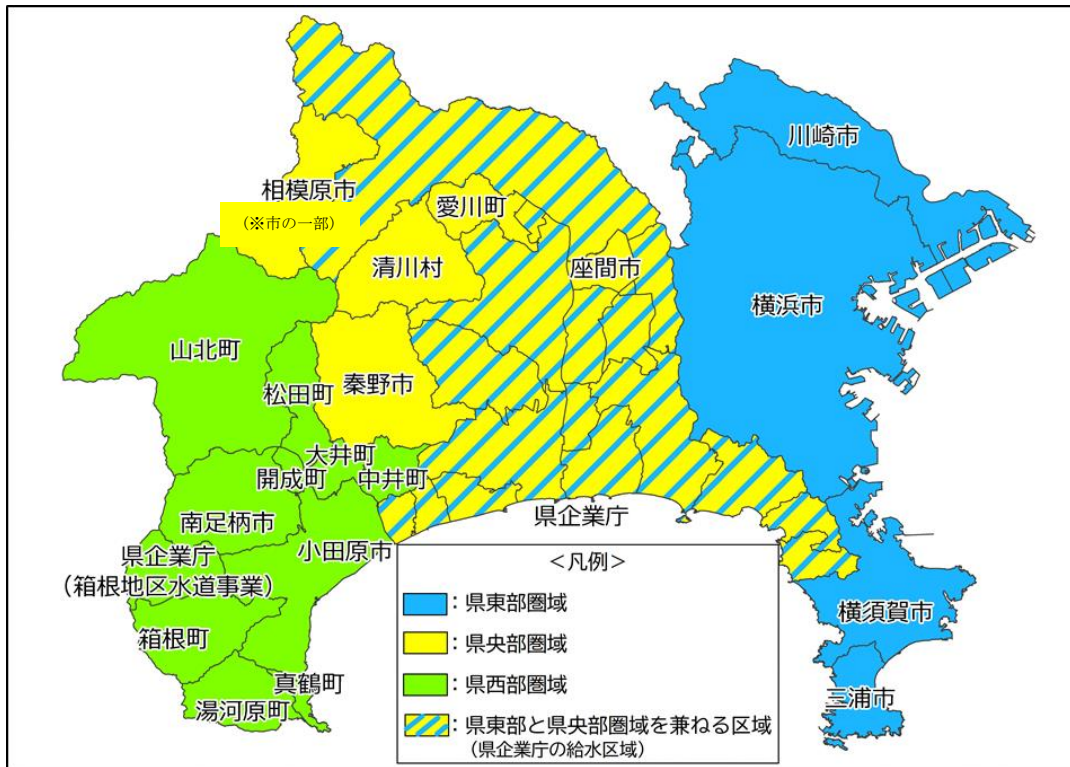 川崎市
相模原市
(※市の一部)
愛川町
清川村
座間市
横浜市
山北町
松田町
秦野市
大井町
開成町
中井町
南足柄市
県企業庁
小田原市
県企業庁
(箱根地区水道事業)
箱根町
真鶴町
湯河原町
横須賀市
三浦市
<凡例>
：県東部圏域
：県央部圏域
：県西部圏域
：県東部と県央部圏域を兼ねる区域
(県企業庁の給水区域)